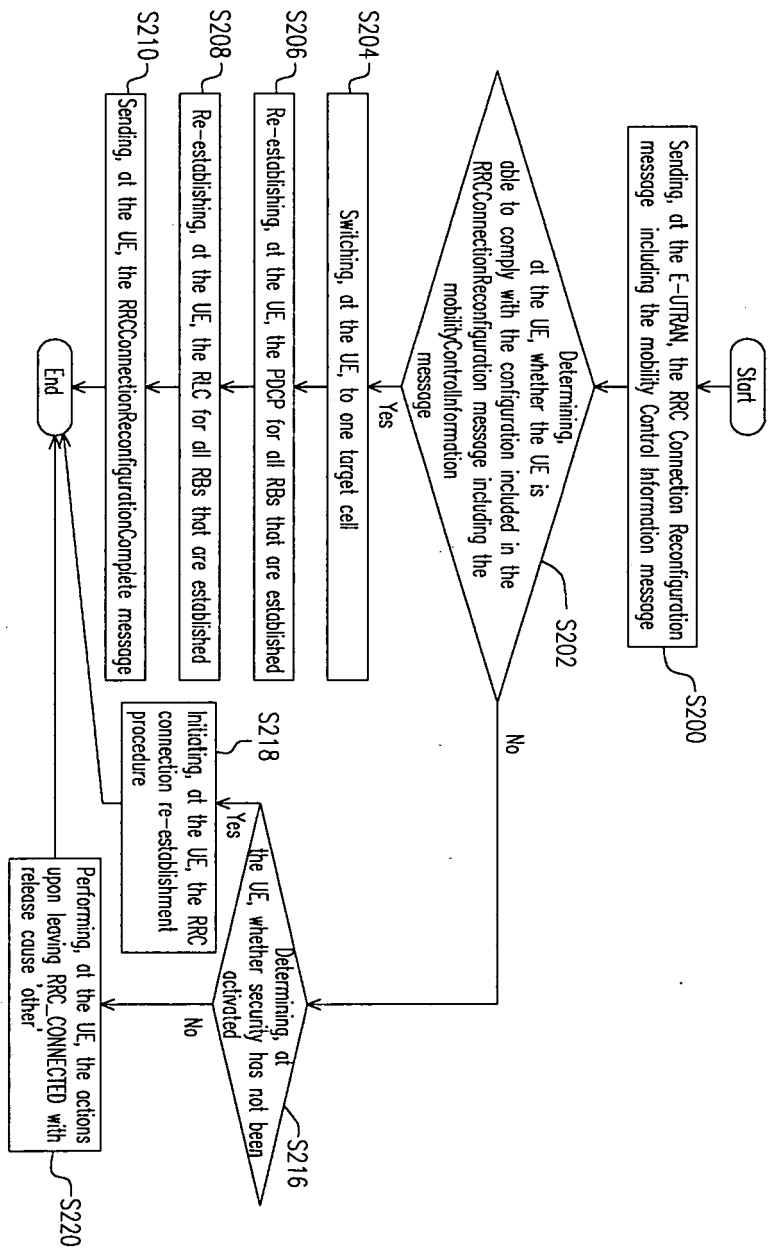 Start
Sending, at the E-UTRAN, the RRC Connection Reconfiguration
message including the mobility Control Information message
S200
Determining,
at the UE, whether the UE is
able to comply with the configuration included in the
RRCConnectionReconfiguration message including the
mobilityControlInformation
message
S202
No
Yes
S204
Switching, at the UE, to one target cell
S206
Re-establishing, at the UE, the PDCP for all RBs that are established
S208
Re-establishing, at the UE, the RLC for all RBs that are established
S210
Sending, at the UE, the RRCConnectionReconfigurationComplete message
End
Determining, at
the UE, whether security has not been
activated
S216
Yes
No
S218
Initiating, at the UE, the RRC
connection re-establishment
procedure
Performing, at the UE, the actions
upon leaving RRC_CONNECTED with
release cause 'other'
S220